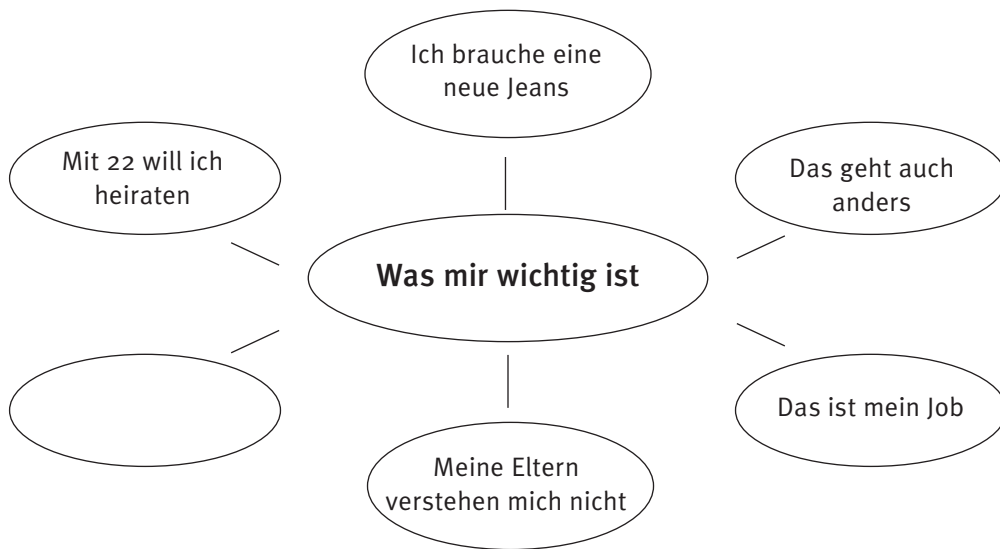 Ich brauche eine
neue Jeans
Mit 22 will ich
heiraten
Das geht auch
anders
Was mir wichtig ist
Das ist mein Job
Meine Eltern
verstehen mich nicht